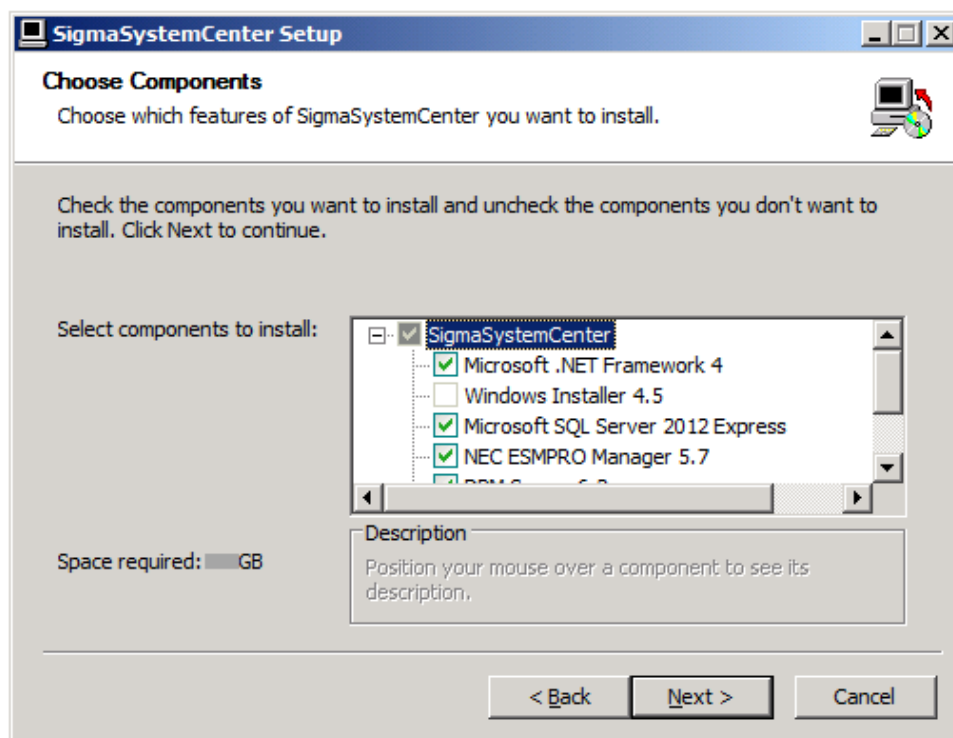 SigmaSystemCenter Setup
Choose Components
Choose which features of SigmaSystemCenter you want to install.
Check the components you want to install and uncheck the components you don't want to
install. Click Next to continue.
Select components to install:
SigmaSystemCenter
Microsoft .NET Framework 4
Windows Installer 4.5
Microsoft SQL Server 2012 Express
NEC ESMPRO Manager 5.7
Description
Space required: GB
Position your mouse over a component to see its
description.
< Back
Next >
Cancel